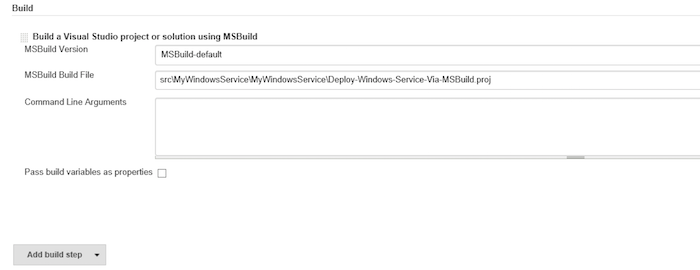 Build
Build a Visual Studio project or solution using MSBuild
MSBuild Version
MSBuild-default
MSBuild Build File
src\MyWindowsService\MyWindowsService\Deploy-Windows-Service-Via-MSBuild.proj
Command Line Arguments
Pass build variables as properties
Add build step